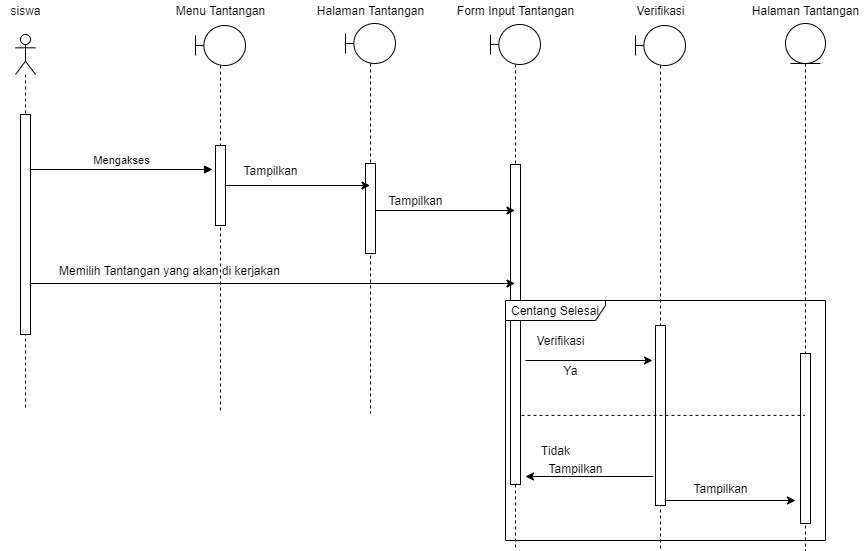 siswa
Menu Tantangan
Halaman Tantangan
Form Input Tantangan
Verifikasi
Halaman Tantangan
Mengakses
Tampilkan
Tampilkan
Memilih Tantangan yang akan di kerjakan
Centang Selesai
Verifikasi
Ya
Tidak
Tampilkan
Tampilkan